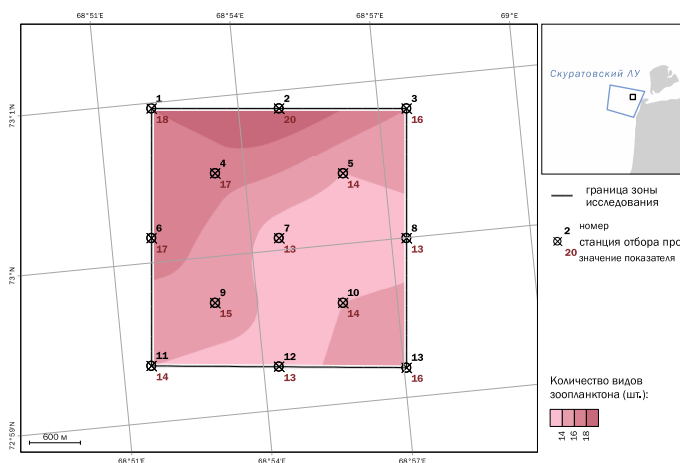 68°51'E 68°54'E 68°57'E 69°E
73°1'N
73°N
72°59'N
1
18
2
20
3
16
4
17
5
14
6
17
7
13
8
13
9
15
10
14
11
14
12
13
13
16
600 м
68°51'E 68°54'E 68°57'E
Скуратовский ЛУ
граница зоны
исследования
2 номер
станция отбора про
20 значение показателя
Количество видов
зоопланктона (шт.):
14 16 18